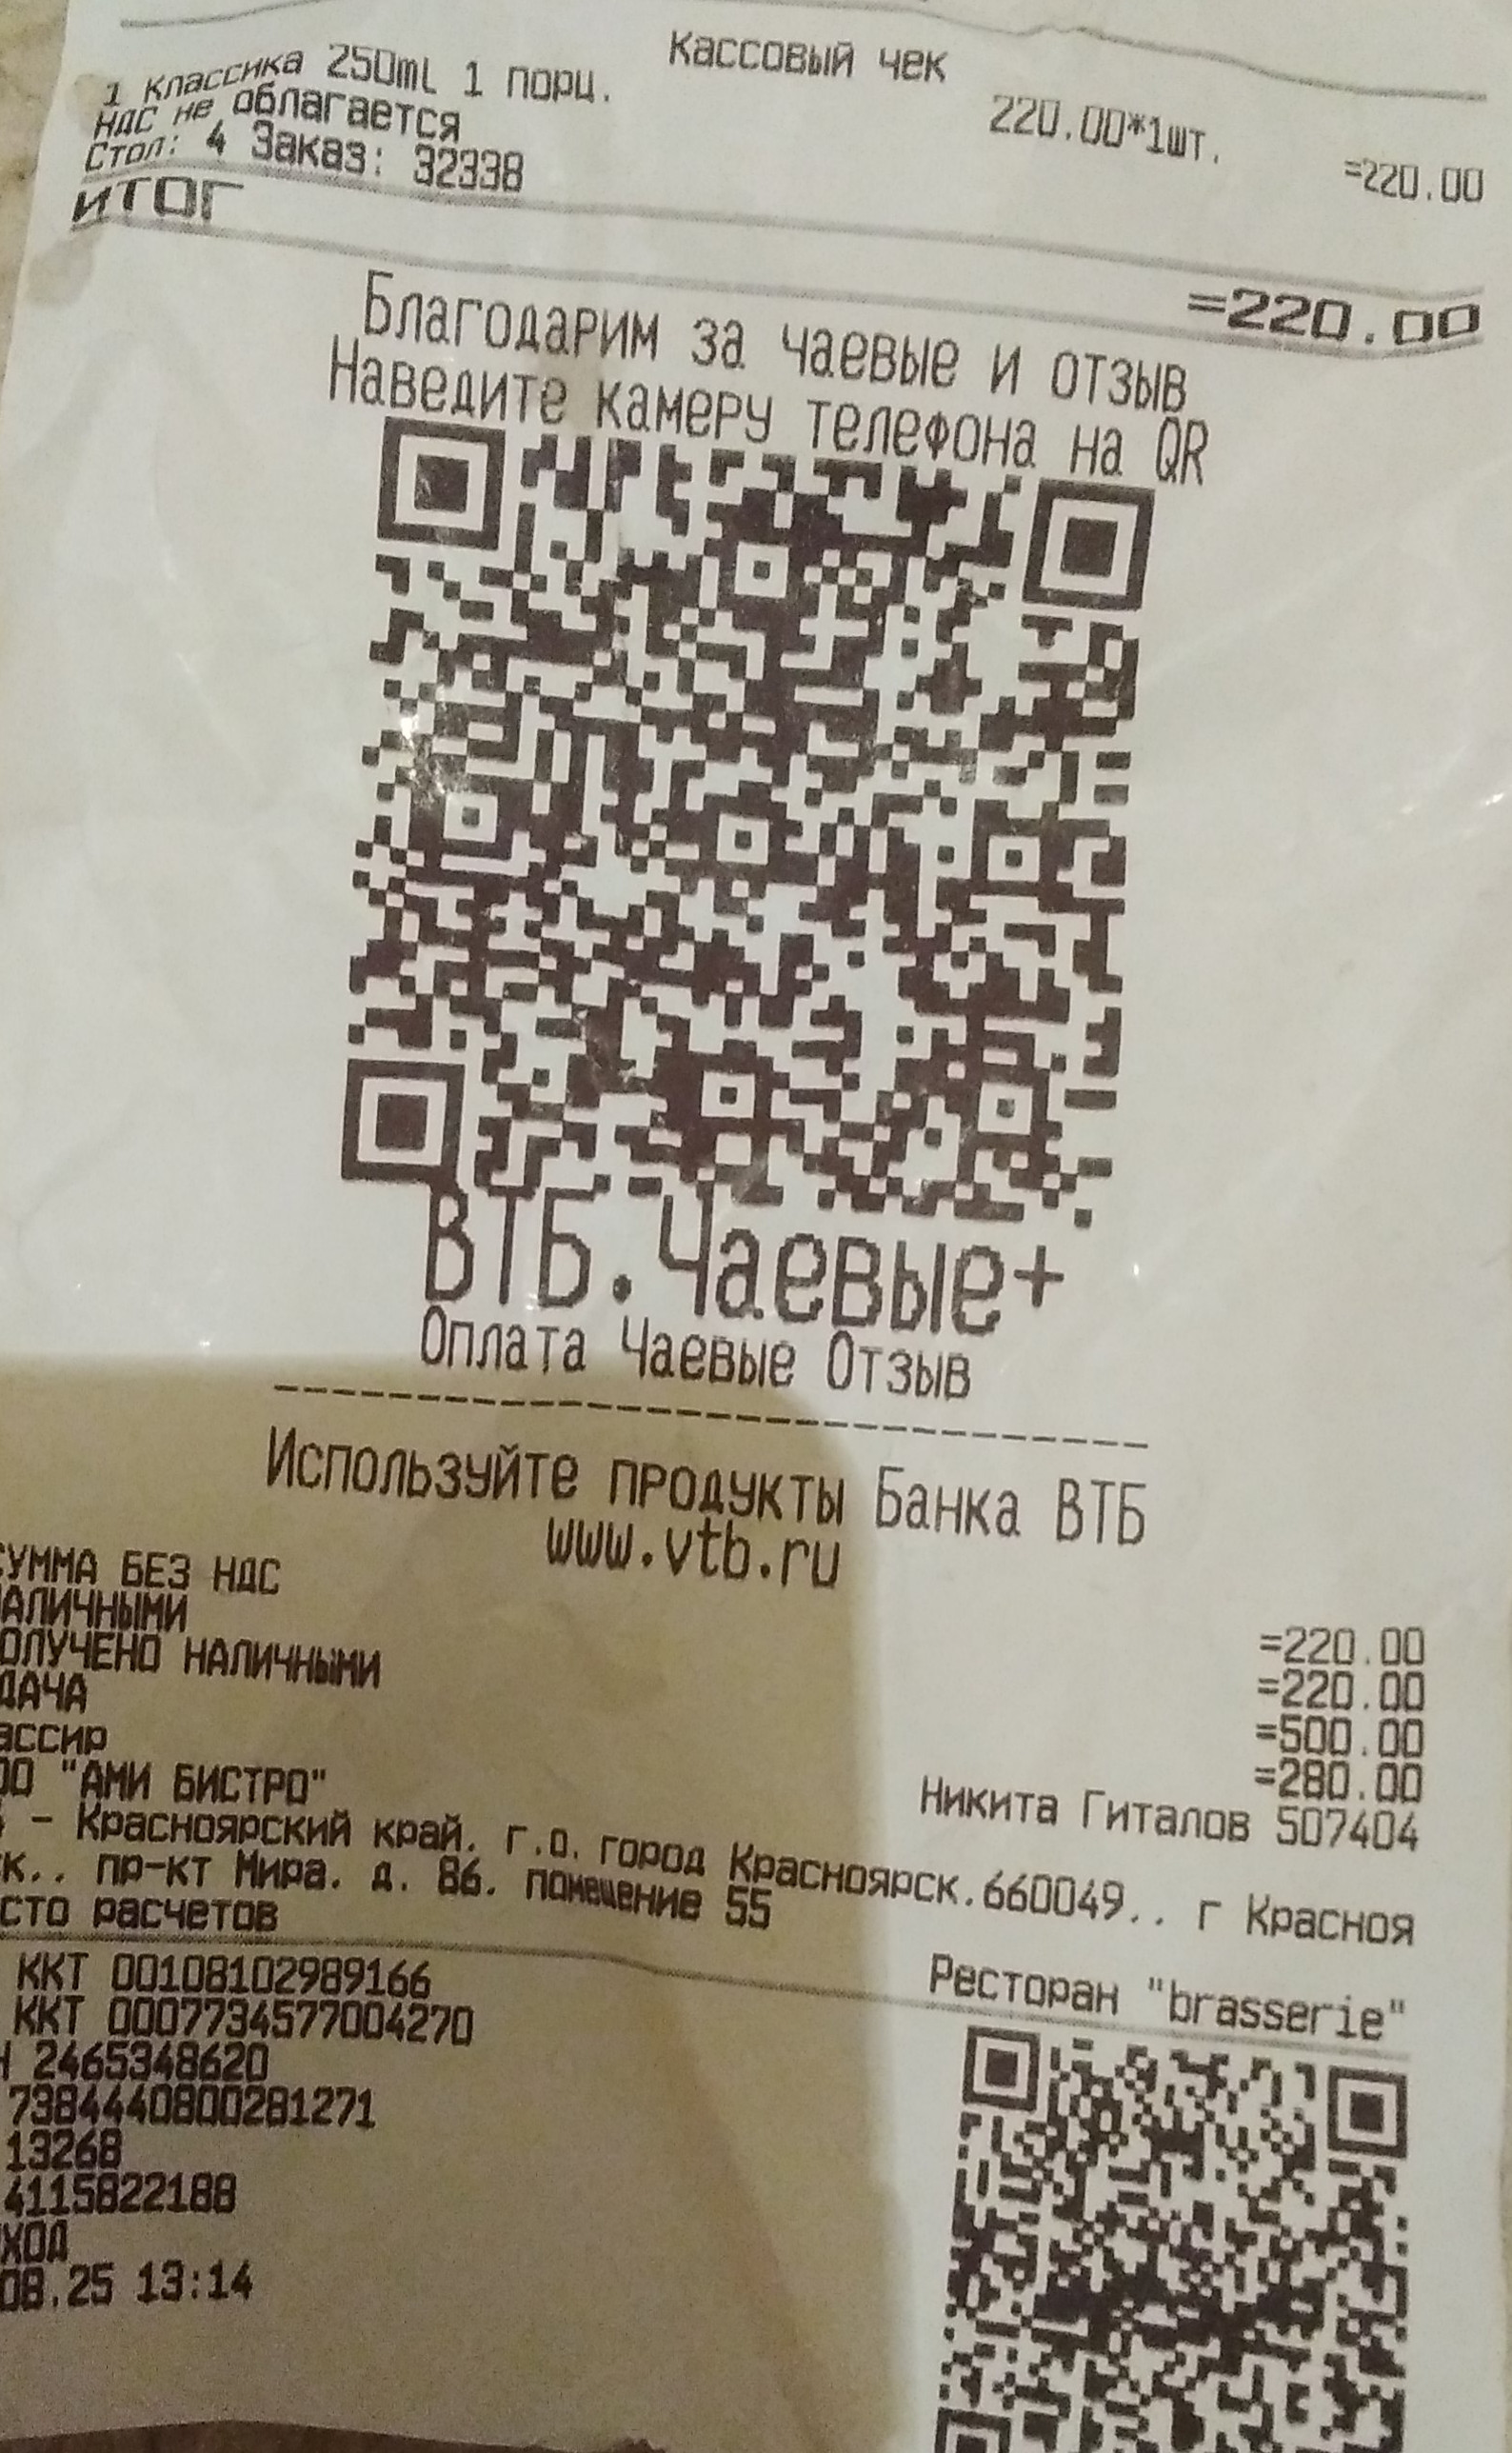 Кассовый чек
1 Классика 250ml 1 порц.
220.00*1шт.
=220.00
НДС не облагается
Стол: 4 Заказ: 32338
ИТОГ
=220.00
Благодарим за чаевые и отзыв
Наведите камеру телефона на QR
ВТБ.Чаевые+
Оплата Чаевые Отзыв
Используйте продукты Банка ВТБ
www.vtb.ru
СУММА БЕЗ НДС =220.00
АЛИЧНЫМИ =220.00
ОЛУЧЕНО НАЛИЧНЫМИ =500.00
ДАЧА =280.00
ассир Никита Гиталов 507404
ОО "АМИ БИСТРО"
- Красноярский край. г.о. город Красноярск.660049.. г Красноя
к.. пр-кт Мира. д. 86. помещение 55
сто расчетов Ресторан "brasserie"
ККТ 00108102989166
ККТ 0007734577004270
Н 2465348620
7384440800281271
13268
4115822188
ХОД
08.25 13:14